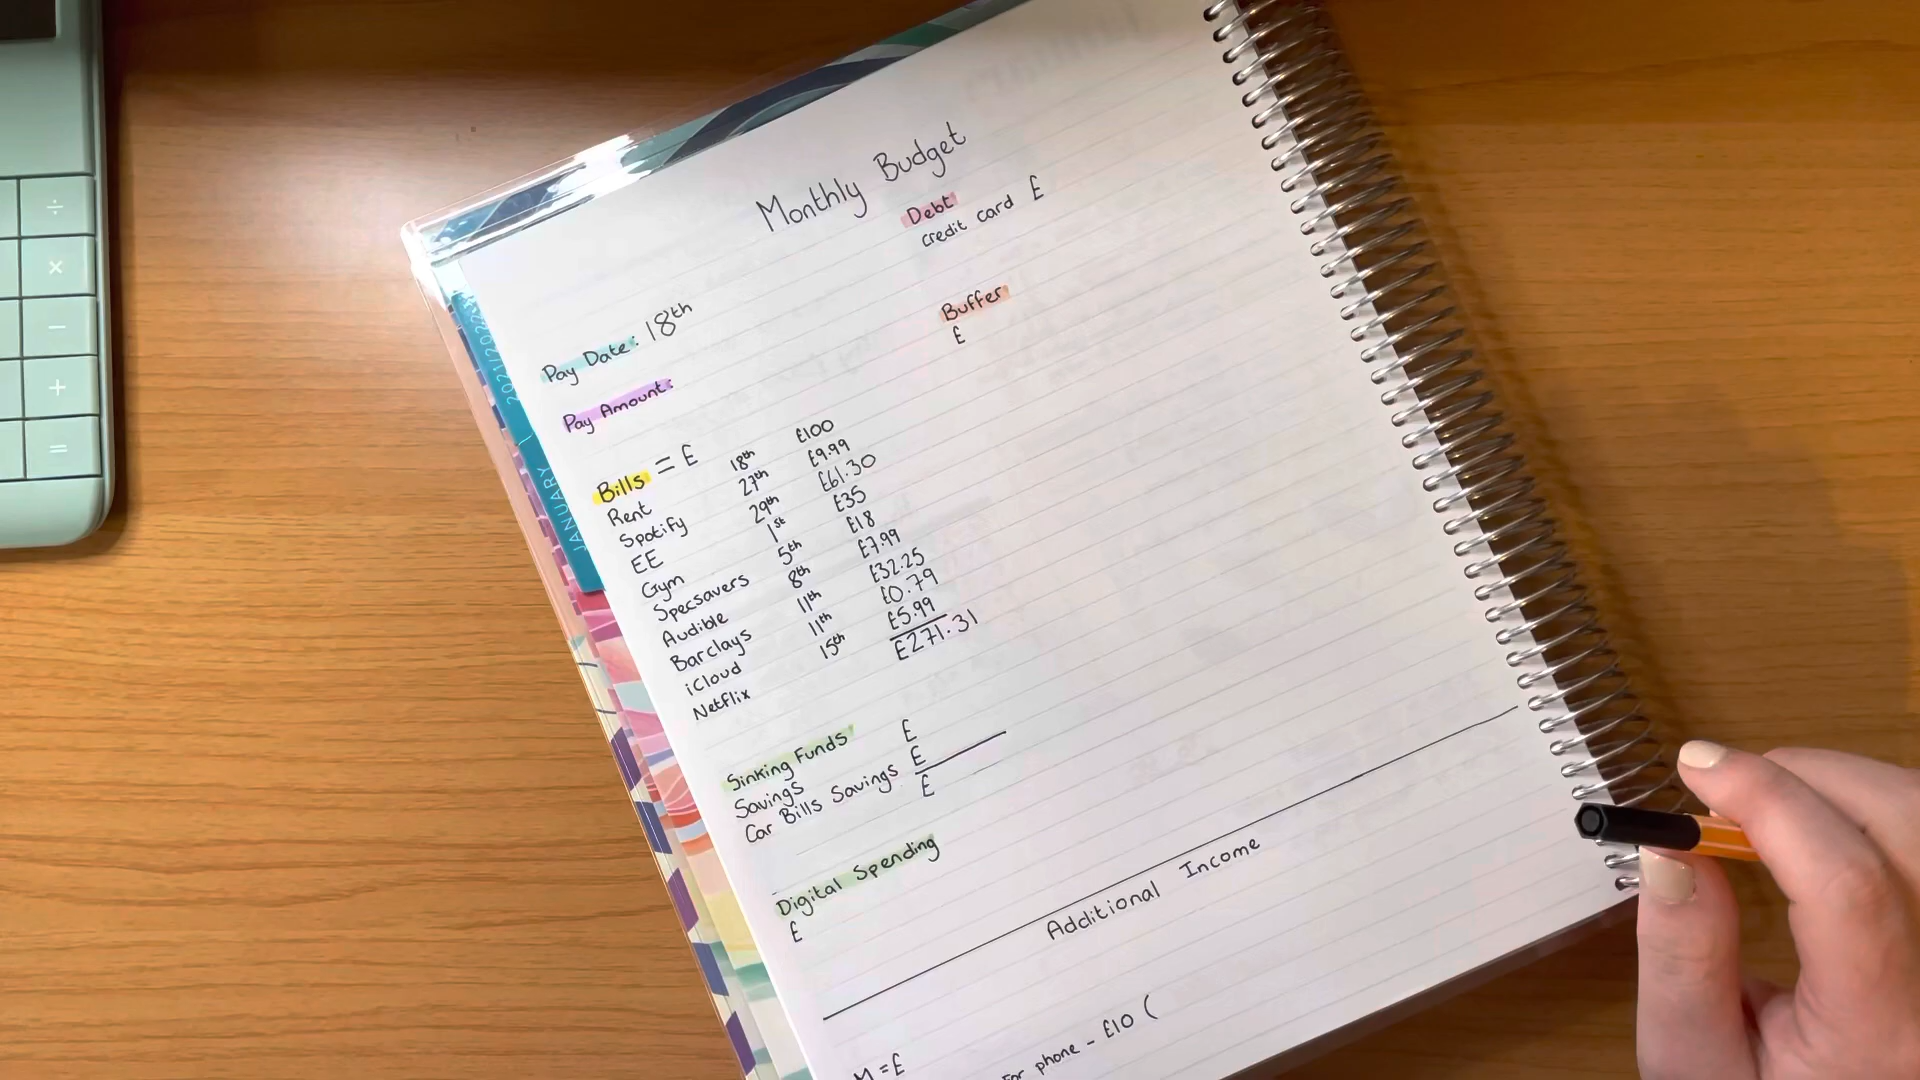 Monthly Budget
Debt
credit card £
Buffer
£
Pay Date: 18th
Pay Amount:
Bills = £
Rent 18th £100
Spotify 27th £9.99
EE 29th £61.30
Gym 1st £35
Specsavers 5th £18
Audible 8th £7.99
Barclays 11th £32.25
iCloud 11th £0.79
Netflix 15th £5.99
£271.31
Sinking Funds
Savings £
Car Bills Savings £
£
Digital Spending
£
Additional Income
M = £
For phone - £10 (
JANUARY
÷
×
−
+
=